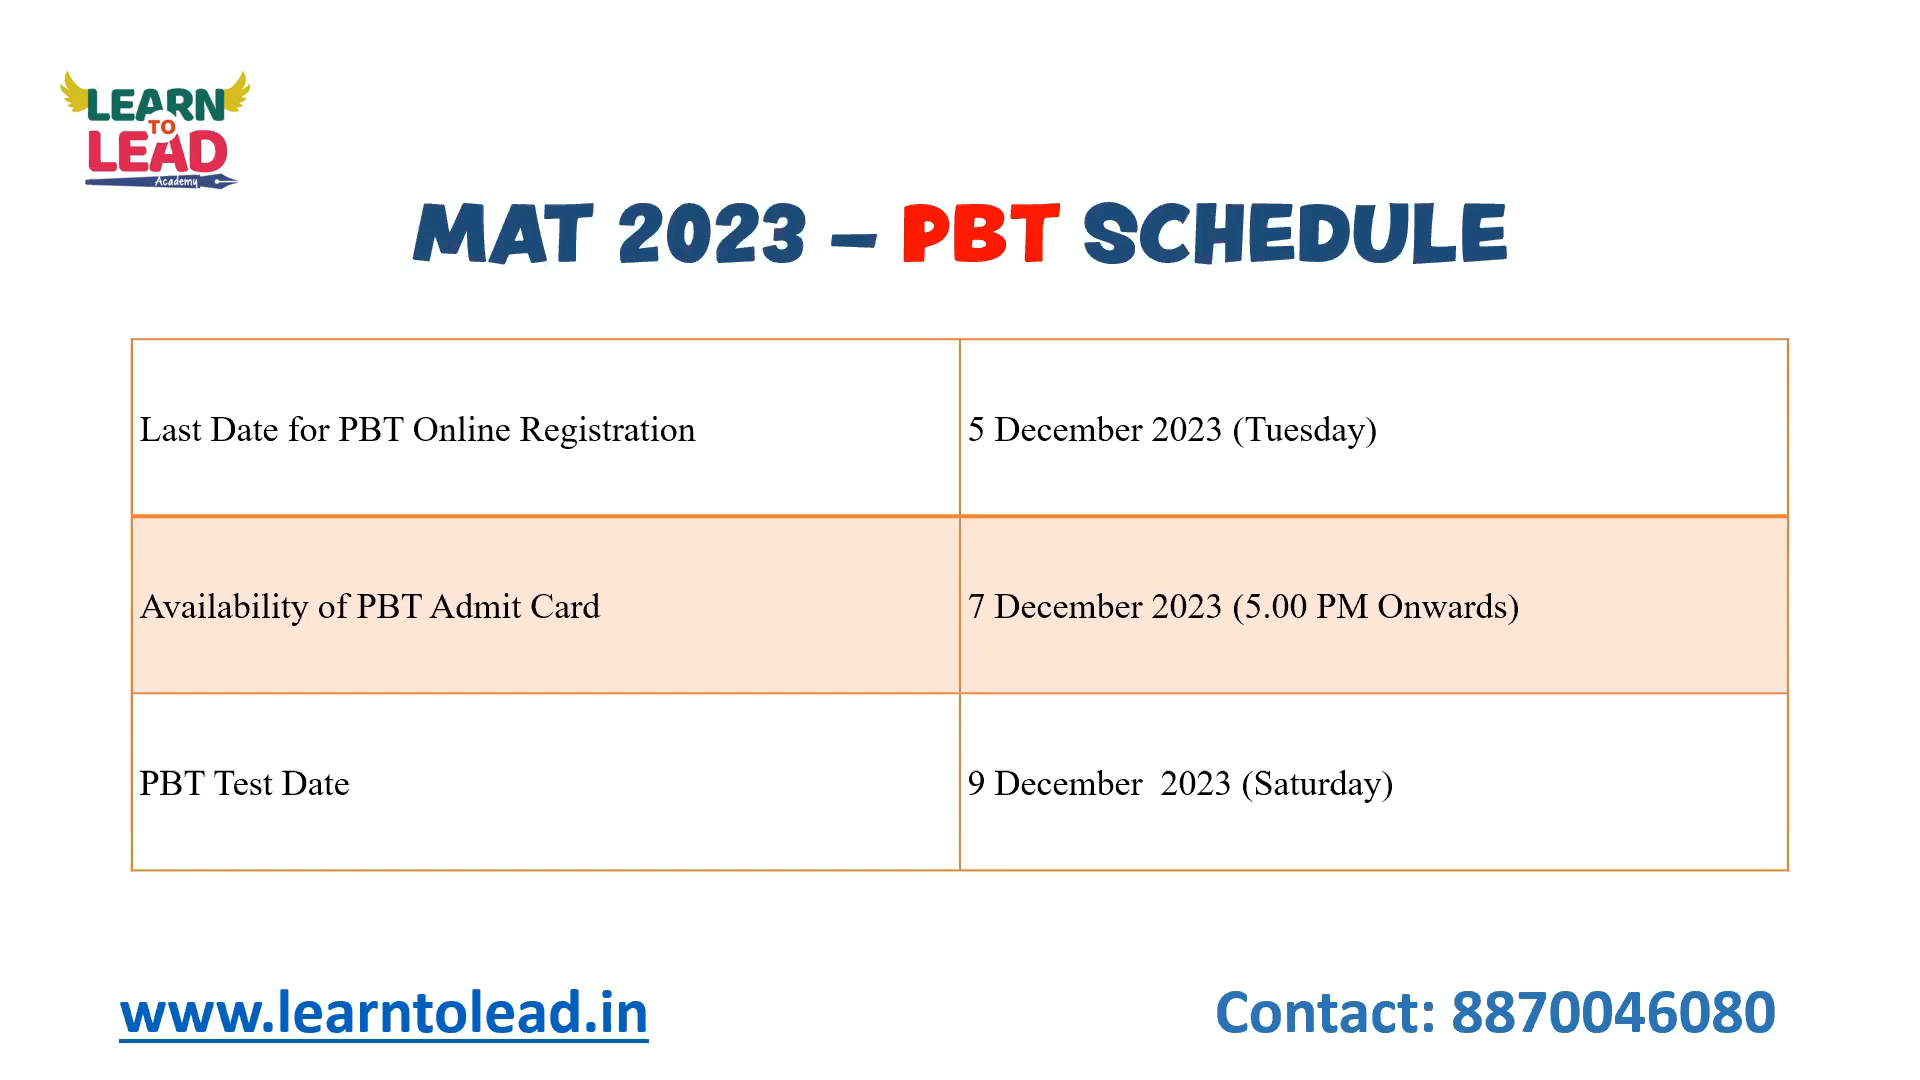 LEARN
TO
LEAD
Academy
MAT 2023 – PBT SCHEDULE
Last Date for PBT Online Registration
5 December 2023 (Tuesday)
Availability of PBT Admit Card
7 December 2023 (5.00 PM Onwards)
PBT Test Date
9 December  2023 (Saturday)
www.learntolead.in
Contact: 8870046080